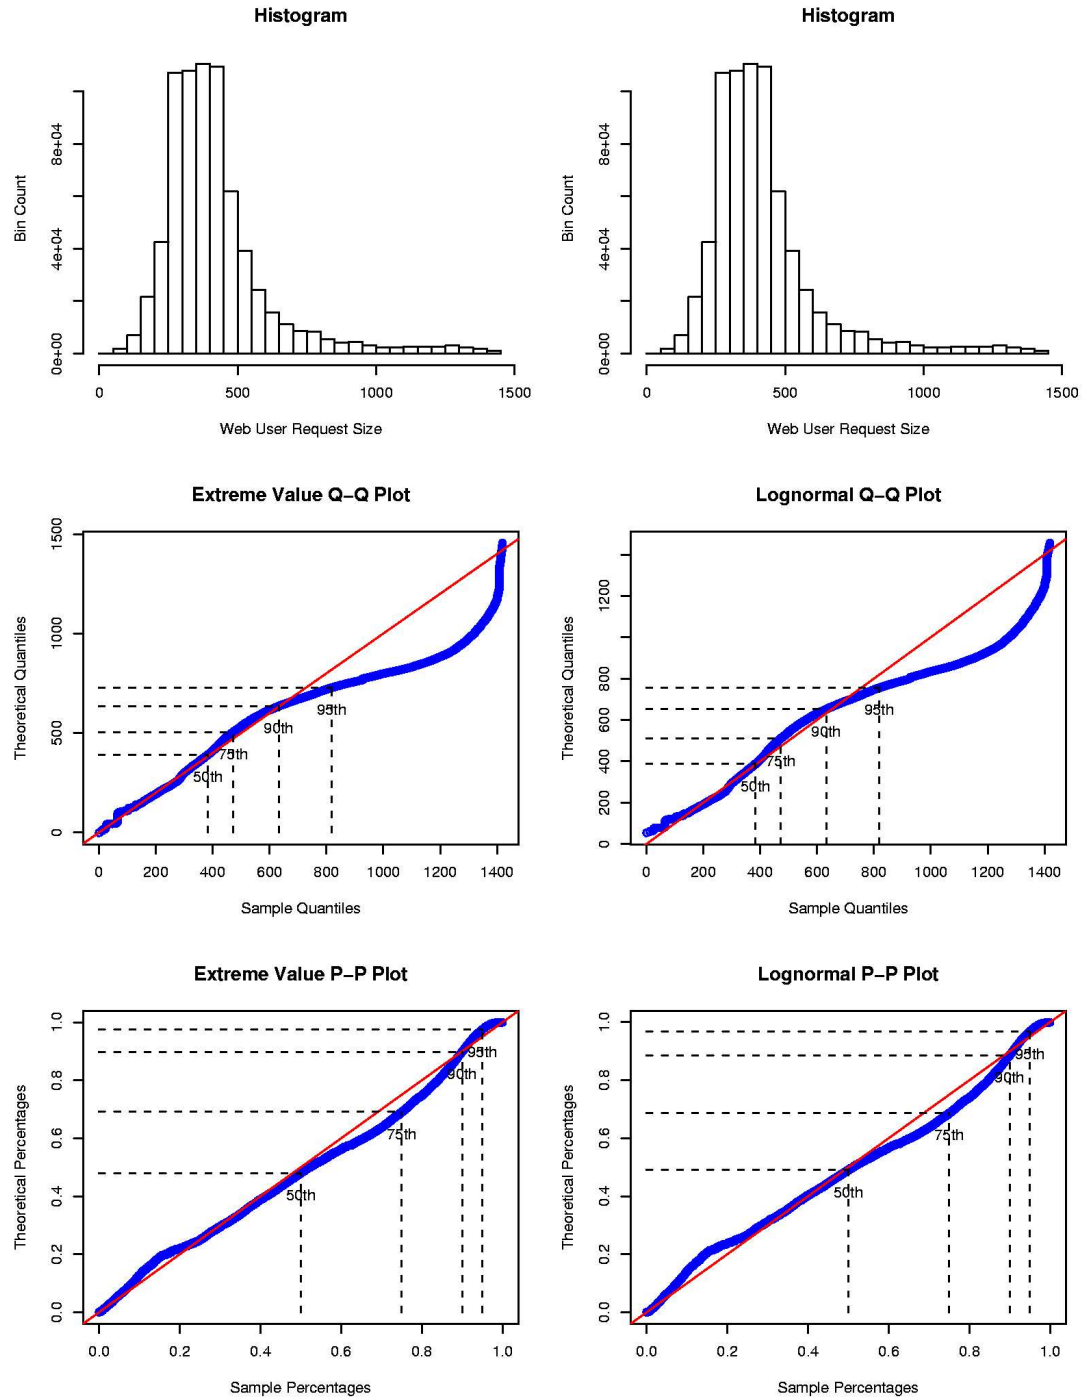 Histogram
Bin Count
0e+00 4e+04 8e+04
0 500 1000 1500
Web User Request Size
Histogram
Bin Count
0e+00 4e+04 8e+04
0 500 1000 1500
Web User Request Size
Extreme Value Q−Q Plot
Theoretical Quantiles
0 500 1000 1500
50th
75th
90th
95th
0 200 400 600 800 1000 1200 1400
Sample Quantiles
Lognormal Q−Q Plot
Theoretical Quantiles
0 200 400 600 800 1200
50th
75th
90th
95th
0 200 400 600 800 1000 1200 1400
Sample Quantiles
Extreme Value P−P Plot
Theoretical Percentages
0.0 0.2 0.4 0.6 0.8 1.0
50th
75th
90th
95th
0.0 0.2 0.4 0.6 0.8 1.0
Sample Percentages
Lognormal P−P Plot
Theoretical Percentages
0.0 0.2 0.4 0.6 0.8 1.0
50th
75th
90th
95th
0.0 0.2 0.4 0.6 0.8 1.0
Sample Percentages